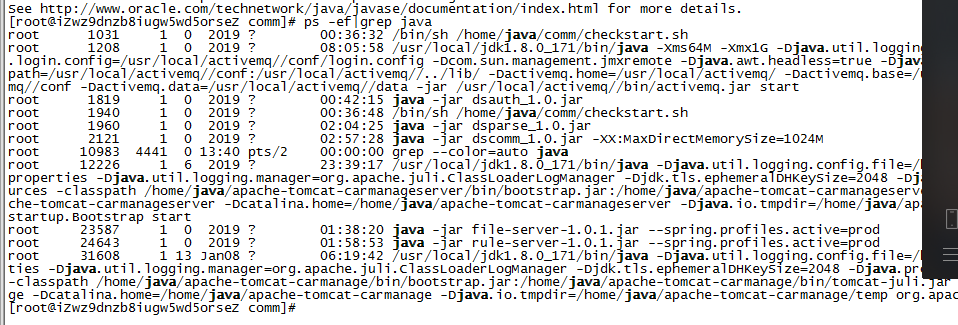 See http://www.oracle.com/technetwork/java/javase/documentation/index.html for more details.
[root@iZwz9dnzb8iugw5wd5orseZ comm]# ps -ef|grep java
root 1031 1 0 2019 ? 00:36:32 /bin/sh /home/java/comm/checkstart.sh
root 1208 1 0 2019 ? 08:05:58 /usr/local/jdk1.8.0_171/bin/java -Xms64M -Xmx1G -Djava.util.logging
.login.config=/usr/local/activemq//conf/login.config -Dcom.sun.management.jmxremote -Djava.awt.headless=true -Djava
path=/usr/local/activemq//conf:/usr/local/activemq//../lib/ -Dactivemq.home=/usr/local/activemq/ -Dactivemq.base=/u
mq//conf -Dactivemq.data=/usr/local/activemq//data -jar /usr/local/activemq//bin/activemq.jar start
root 1819 1 0 2019 ? 00:42:15 java -jar dsauth_1.0.jar
root 1940 1 0 2019 ? 00:36:48 /bin/sh /home/java/comm/checkstart.sh
root 1960 1 0 2019 ? 02:04:25 java -jar dsparse_1.0.jar
root 2121 1 0 2019 ? 02:57:28 java -jar dscomm_1.0.jar -XX:MaxDirectMemorySize=1024M
root 10983 4441 0 13:40 pts/2 00:00:00 grep --color=auto java
root 12226 1 6 2019 ? 23:39:17 /usr/local/jdk1.8.0_171/bin/java -Djava.util.logging.config.file=/h
properties -Djava.util.logging.manager=org.apache.juli.ClassLoaderLogManager -Djdk.tls.ephemeralDHKeySize=2048 -Dj
urces -classpath /home/java/apache-tomcat-carmanageserver/bin/bootstrap.jar:/home/java/apache-tomcat-carmanageserve
che-tomcat-carmanageserver -Dcatalina.home=/home/java/apache-tomcat-carmanageserver -Djava.io.tmpdir=/home/java/apa
startup.Bootstrap start
root 23587 1 0 2019 ? 01:38:20 java -jar file-server-1.0.1.jar --spring.profiles.active=prod
root 24643 1 0 2019 ? 01:58:53 java -jar rule-server-1.0.1.jar --spring.profiles.active=prod
root 31608 1 13 Jan08 ? 06:19:42 /usr/local/jdk1.8.0_171/bin/java -Djava.util.logging.config.file=/h
ties -Djava.util.logging.manager=org.apache.juli.ClassLoaderLogManager -Djdk.tls.ephemeralDHKeySize=2048 -Djava.pro
-classpath /home/java/apache-tomcat-carmanage/bin/bootstrap.jar:/home/java/apache-tomcat-carmanage/bin/tomcat-juli.jar
ge -Dcatalina.home=/home/java/apache-tomcat-carmanage -Djava.io.tmpdir=/home/java/apache-tomcat-carmanage/temp org.apac
[root@iZwz9dnzb8iugw5wd5orseZ comm]#